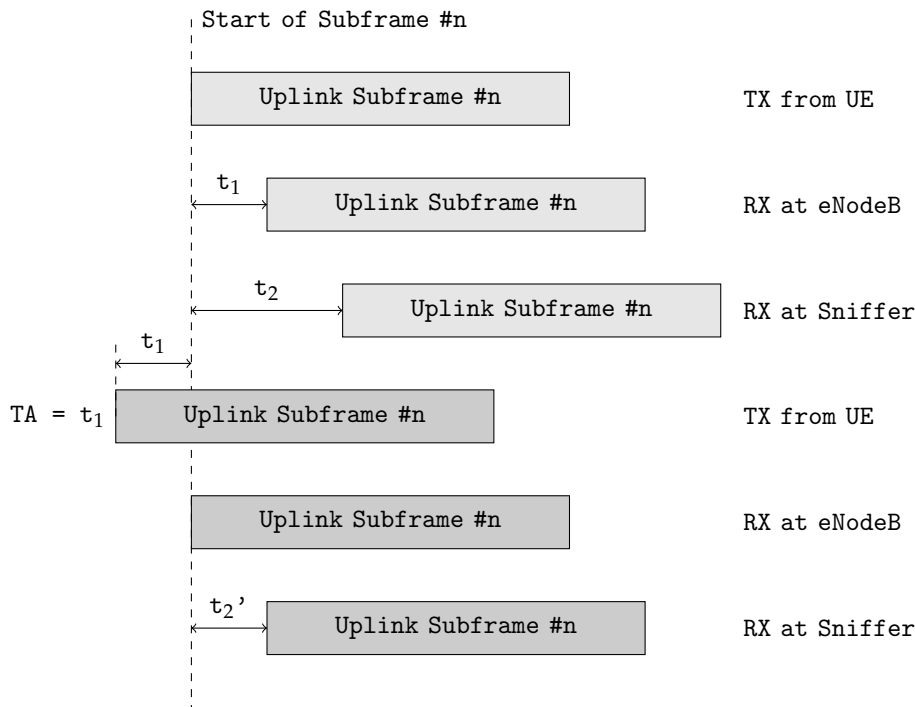 Start of Subframe #n
Uplink Subframe #n TX from UE
t₁
Uplink Subframe #n RX at eNodeB
t₂
Uplink Subframe #n RX at Sniffer
t₁
TA = t₁ Uplink Subframe #n TX from UE
Uplink Subframe #n RX at eNodeB
t₂'
Uplink Subframe #n RX at Sniffer